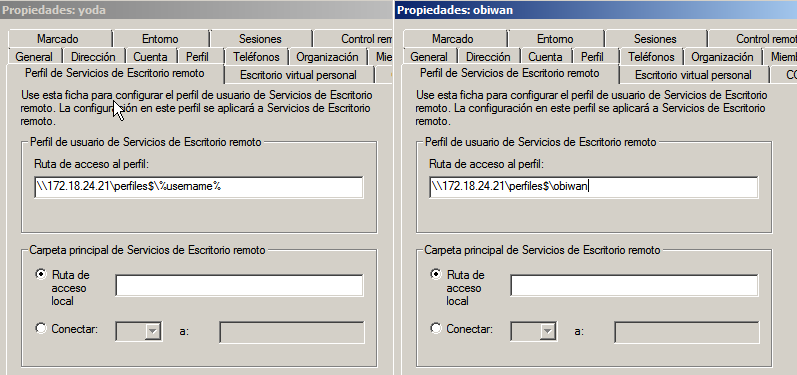 Propiedades: yoda
Marcado Entorno Sesiones Control rem
General Dirección Cuenta Perfil Teléfonos Organización Mie
Perfil de Servicios de Escritorio remoto Escritorio virtual personal
Use esta ficha para configurar el perfil de usuario de Servicios de Escritorio
remoto. La configuración en este perfil se aplicará a Servicios de Escritorio
remoto.
Perfil de usuario de Servicios de Escritorio remoto
Ruta de acceso al perfil:
\\172.18.24.21\perfiles$\%username%
Carpeta principal de Servicios de Escritorio remoto
Ruta de
acceso
local
Conectar: a:
Propiedades: obiwan
Marcado Entorno Sesiones Control remot
General Dirección Cuenta Perfil Teléfonos Organización Miemb
Perfil de Servicios de Escritorio remoto Escritorio virtual personal CO
Use esta ficha para configurar el perfil de usuario de Servicios de Escritorio
remoto. La configuración en este perfil se aplicará a Servicios de Escritorio
remoto.
Perfil de usuario de Servicios de Escritorio remoto
Ruta de acceso al perfil:
\\172.18.24.21\perfiles$\obiwan
Carpeta principal de Servicios de Escritorio remoto
Ruta de
acceso
local
Conectar: a: